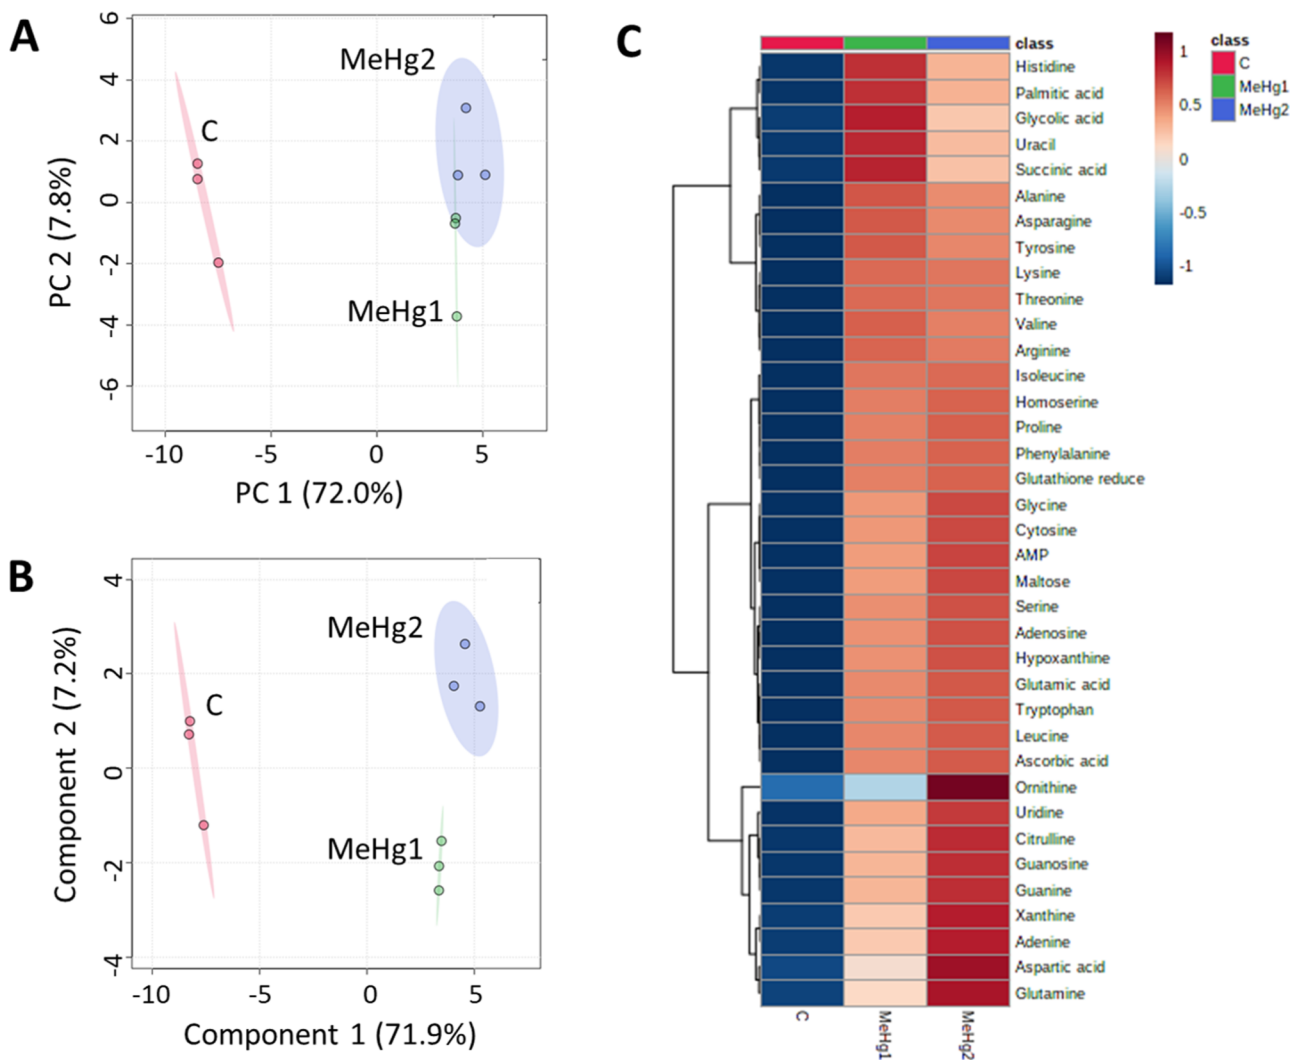 A
6
4
2
0
-2
-4
-6
PC 2 (7.8%)
MeHg2
C
MeHg1
-10
-5
0
5
PC 1 (72.0%)
B
4
2
0
-2
-4
Component 2 (7.2%)
MeHg2
C
MeHg1
-10
-5
0
5
Component 1 (71.9%)
C
class
Histidine
Palmitic acid
Glycolic acid
Uracil
Succinic acid
Alanine
Asparagine
Tyrosine
Lysine
Threonine
Valine
Arginine
Isoleucine
Homoserine
Proline
Phenylalanine
Glutathione reduce
Glycine
Cytosine
AMP
Maltose
Serine
Adenosine
Hypoxanthine
Glutamic acid
Tryptophan
Leucine
Ascorbic acid
Ornithine
Uridine
Citrulline
Guanosine
Guanine
Xanthine
Adenine
Aspartic acid
Glutamine
C
MeHg1
MeHg2
1
0.5
0
-0.5
-1
class
C
MeHg1
MeHg2